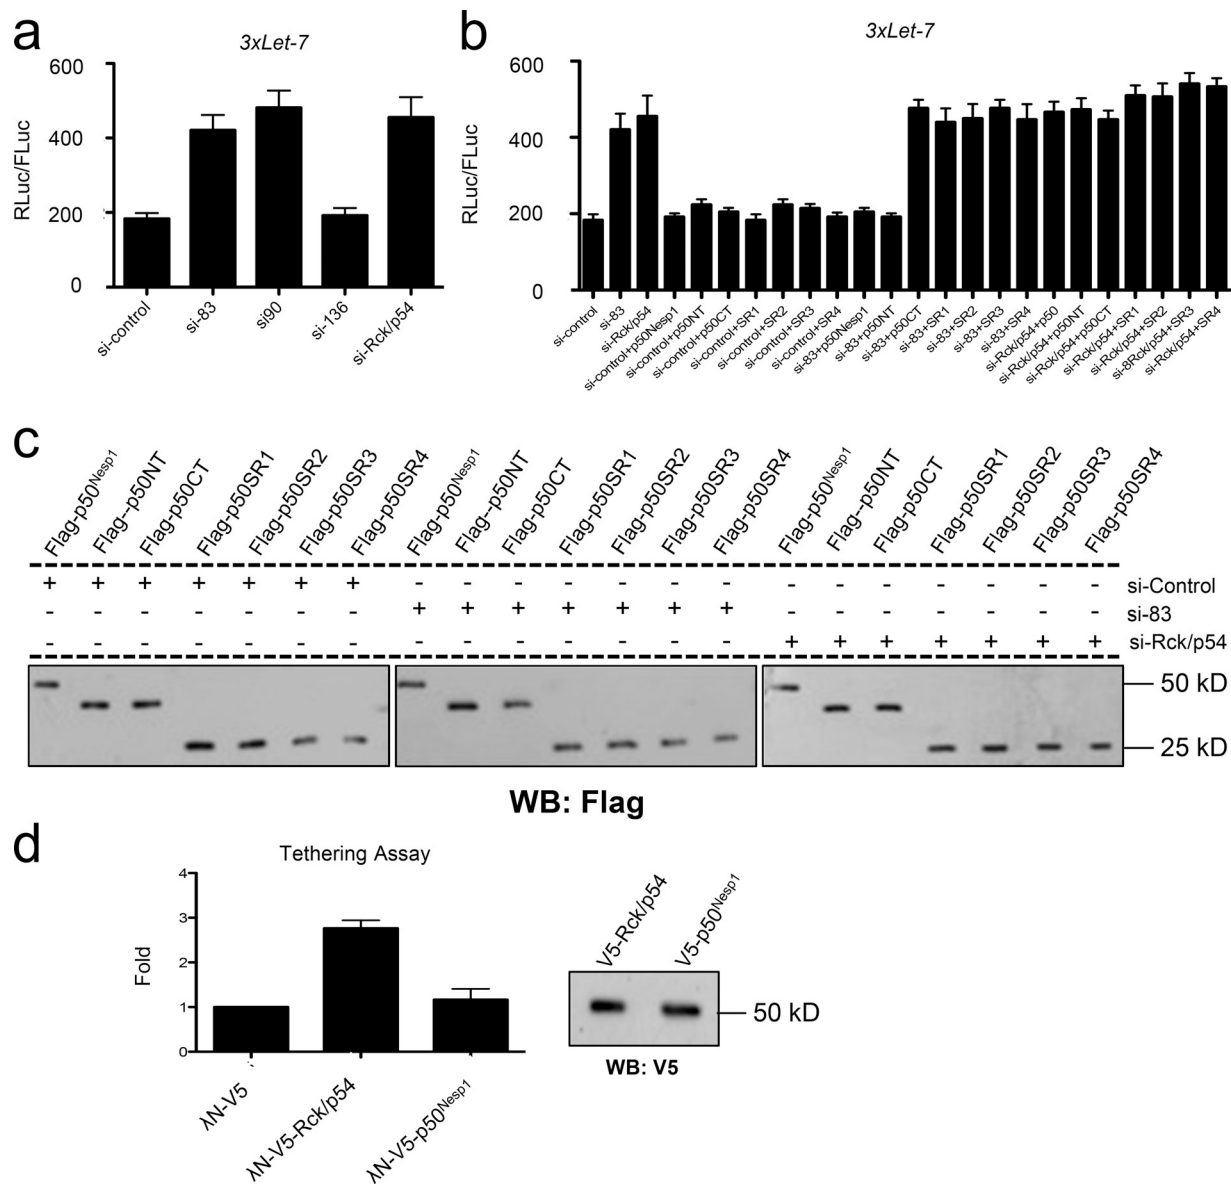 a
3xLet-7
RLuc/FLuc
600
400
200
0
si-control
si-83
si90
si-136
si-Rck/p54
b
3xLet-7
RLuc/FLuc
600
400
200
0
si-control
si-83
si-Rck/p54
si-control+p50Nesp1
si-control+p50NT
si-control+p50CT
si-control+SR1
si-control+SR2
si-control+SR3
si-control+SR4
si-83+p50Nesp1
si-83+p50NT
si-83+p50CT
si-83+SR1
si-83+SR2
si-83+SR3
si-83+SR4
si-Rck/p54+p50
si-Rck/p54+p50NT
si-Rck/p54+p50CT
si-Rck/p54+SR1
si-Rck/p54+SR2
si-8Rck/p54+SR3
si-Rck/p54+SR4
c
Flag-p50Nesp1
Flag--p50NT
Flag-p50CT
Flag-p50SR1
Flag-p50SR2
Flag-p50SR3
Flag-p50SR4
Flag-p50Nesp1
Flag--p50NT
Flag-p50CT
Flag-p50SR1
Flag-p50SR2
Flag-p50SR3
Flag-p50SR4
Flag-p50Nesp1
Flag--p50NT
Flag-p50CT
Flag-p50SR1
Flag-p50SR2
Flag-p50SR3
Flag-p50SR4
+ + + + + + + - - - - - - - - - - - - - - si-Control
- - - - - - - + + + + + + + - - - - - - - si-83
- - - - - - - - - - - - - - + + + + + + + si-Rck/p54
50 kD
25 kD
WB: Flag
d
Tethering Assay
Fold
4
3
2
1
0
λN-V5
λN-V5-Rck/p54
λN-V5-p50Nesp1
V5-Rck/p54
V5-p50Nesp1
50 kD
WB: V5